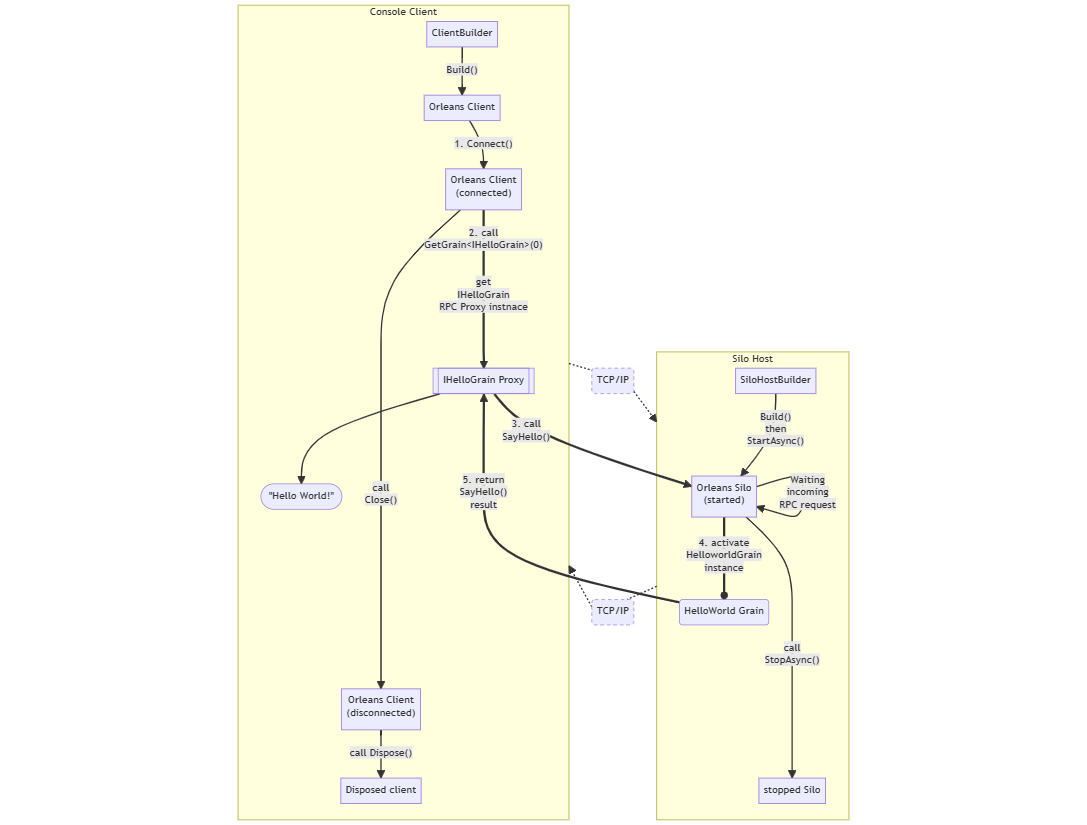 Console Client
ClientBuilder
Build()
Orleans Client
1. Connect()
Orleans Client
(connected)
2. call
GetGrain<IHelloGrain>(0)
get
IHelloGrain
RPC Proxy instnace
IHelloGrain Proxy
3. call
SayHello()
"Hello World!"
call
Close()
5. return
SayHello()
result
Orleans Client
(disconnected)
call Dispose()
Disposed client
TCP/IP
TCP/IP
Silo Host
SiloHostBuilder
Build()
then
StartAsync()
Orleans Silo
(started)
Waiting
incoming
RPC request
4. activate
HelloworldGrain
instance
HelloWorld Grain
call
StopAsync()
stopped Silo